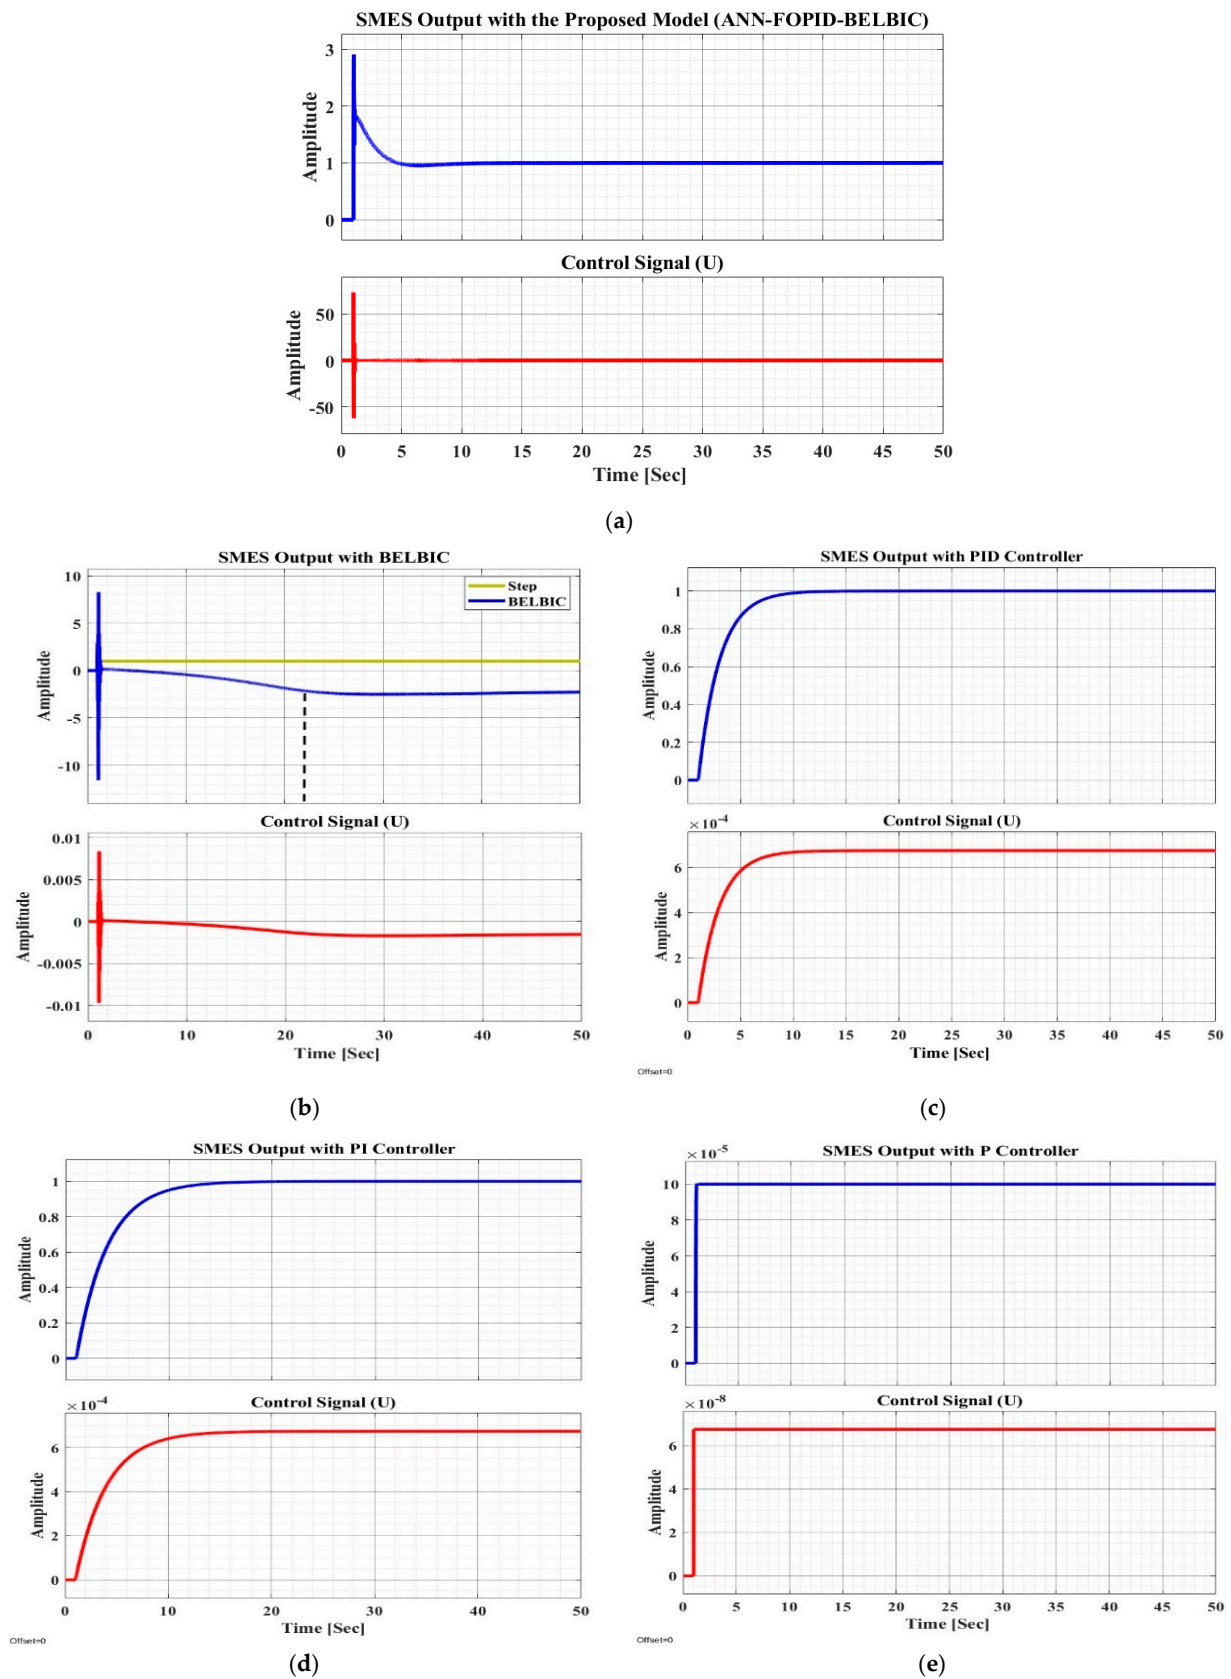 SMES Output with the Proposed Model (ANN-FOPID-BELBIC)
3
2
1
0
Amplitude
Control Signal (U)
50
0
-50
Amplitude
0 5 10 15 20 25 30 35 40 45 50
Time [Sec]
(a)
SMES Output with BELBIC
10
5
0
-5
-10
Amplitude
Step
BELBIC
Control Signal (U)
0.01
0.005
0
-0.005
-0.01
Amplitude
0 10 20 30 40 50
Time [Sec]
(b)
SMES Output with PID Controller
1
0.8
0.6
0.4
0.2
0
Amplitude
×10-4
Control Signal (U)
6
4
2
0
Amplitude
0 5 10 15 20 25 30 35 40 45 50
Time [Sec]
Offset=0
(c)
SMES Output with PI Controller
1
0.8
0.6
0.4
0.2
0
Amplitude
×10-4
Control Signal (U)
6
4
2
0
Amplitude
0 10 20 30 40 50
Time [Sec]
Offset=0
(d)
×10-5
SMES Output with P Controller
10
8
6
4
2
0
Amplitude
×10-8
Control Signal (U)
6
4
2
0
Amplitude
0 5 10 15 20 25 30 35 40 45 50
Time [Sec]
Offset=0
(e)